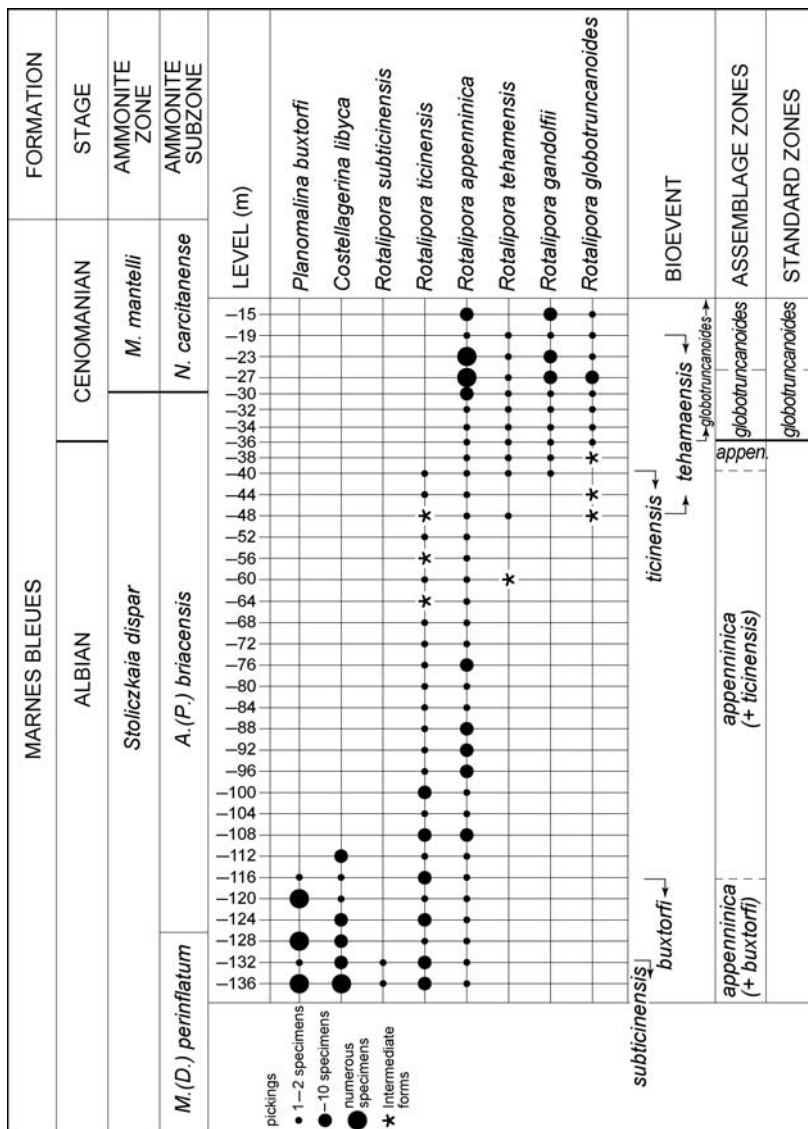 FORMATION
STAGE
AMMONITE
ZONE
AMMONITE
SUBZONE
LEVEL (m)
Planomalina buxtorfi
Costellagerina libyca
Rotalipora subticinensis
Rotalipora ticinensis
Rotalipora appenninica
Rotalipora tehamensis
Rotalipora gandolfii
Rotalipora globotruncanoides
BIOEVENT
ASSEMBLAGE ZONES
STANDARD ZONES
MARNES BLEUES
CENOMANIAN
ALBIAN
M. mantelli
Stoliczkaia dispar
N. carcitanense
A.(P.) briacensis
M.(D.) perinflatum
–15
–19
–23
–27
–30
–32
–34
–36
–38
–40
–44
–48
–52
–56
–60
–64
–68
–72
–76
–80
–84
–88
–92
–96
–100
–104
–108
–112
–116
–120
–124
–128
–132
–136
globotruncanoides
tehamaensis
ticinensis
buxtorfi
subticinensis
globotruncanoides
appen.
appenninica
(+ ticinensis)
appenninica
(+ buxtorfi)
globotruncanoides
pickings
1–2 specimens
–10 specimens
numerous
specimens
Intermediate
forms